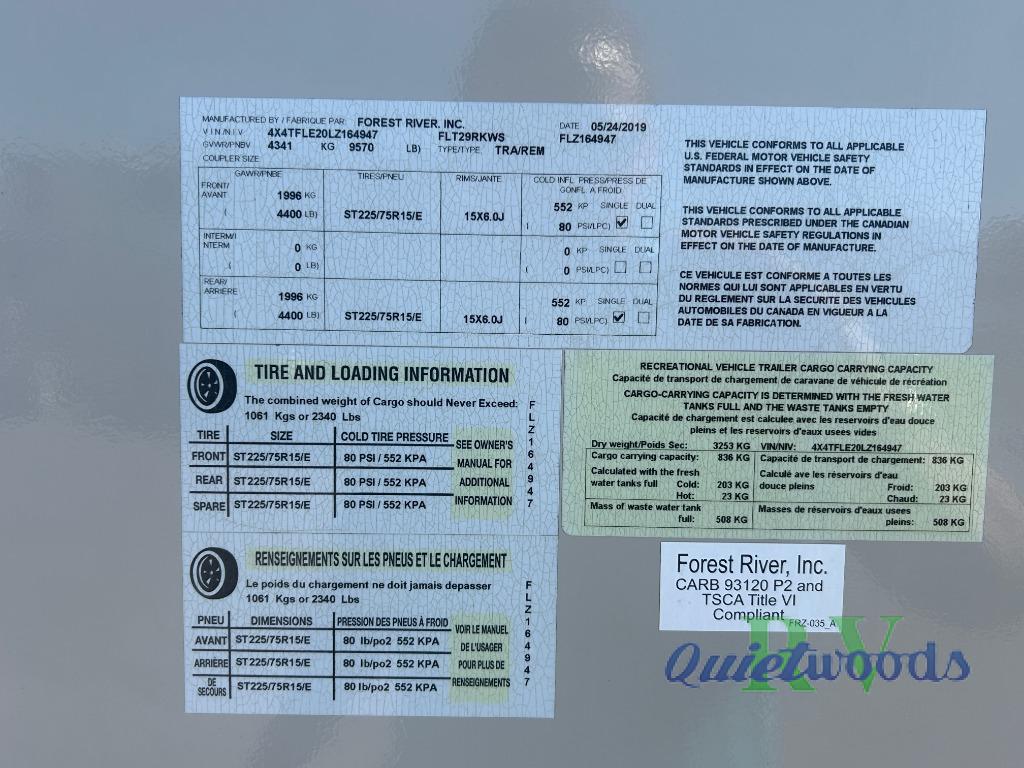 MANUFACTURED BY / FABRIQUE PAR: FOREST RIVER, INC. DATE 05/24/2019
VIN/NIV 4X4TFLE20LZ164947 FLT29RKWS FLZ164947
GVWR/PNBV 4341 KG 9570 LB) TYPE/TYPE: TRA/REM
COUPLER SIZE
GAWR/PNBE TIRES/PNEU RIMS/JANTE COLD INFL. PRESS/PRESS DE GONFL. A FROID.
FRONT/ AVANT 1996 KG 552 KP SINGLE DUAL
( 4400 LB) ST225/75R15/E 15X6.0J ( 80 PSI/LPC) ☑ ☐
INTERM/I NTERM 0 KG 0 KP SINGLE DUAL
( 0 LB) ( 0 PSI/LPC) ☐ ☐
REAR/ ARRIERE 1996 KG 552 KP SINGLE DUAL
( 4400 LB) ST225/75R15/E 15X6.0J ( 80 PSI/LPC) ☑ ☐
THIS VEHICLE CONFORMS TO ALL APPLICABLE
U.S. FEDERAL MOTOR VEHICLE SAFETY
STANDARDS IN EFFECT ON THE DATE OF
MANUFACTURE SHOWN ABOVE.
THIS VEHICLE CONFORMS TO ALL APPLICABLE
STANDARDS PRESCRIBED UNDER THE CANADIAN
MOTOR VEHICLE SAFETY REGULATIONS IN
EFFECT ON THE DATE OF MANUFACTURE.
CE VEHICULE EST CONFORME A TOUTES LES
NORMES QUI LUI SONT APPLICABLES EN VERTU
DU REGLEMENT SUR LA SECURITE DES VEHICULES
AUTOMOBILES DU CANADA EN VIGUEUR A LA
DATE DE SA FABRICATION.
TIRE AND LOADING INFORMATION
The combined weight of Cargo should Never Exceed:
1061 Kgs or 2340 Lbs
TIRE SIZE COLD TIRE PRESSURE
FRONT ST225/75R15/E 80 PSI / 552 KPA
REAR ST225/75R15/E 80 PSI / 552 KPA
SPARE ST225/75R15/E 80 PSI / 552 KPA
SEE OWNER'S
MANUAL FOR
ADDITIONAL
INFORMATION
FLZ164947
RECREATIONAL VEHICLE TRAILER CARGO CARRYING CAPACITY
Capacité de transport de chargement de caravane de véhicule de récréation
CARGO-CARRYING CAPACITY IS DETERMINED WITH THE FRESH WATER
TANKS FULL AND THE WASTE TANKS EMPTY
Capacité de chargement est calculee avec les reservoirs d'eau douce
pleins et les reservoirs d'eaux usees vides
Dry weight/Poids Sec: 3253 KG VIN/NIV: 4X4TFLE20LZ164947
Cargo carrying capacity: 836 KG
Calculated with the fresh
water tanks full Cold: 203 KG
Hot: 23 KG
Mass of waste water tank
full: 508 KG
Capacitie de transport de chargement: 836 KG
Calculé ave les réservoirs d'eau
douce pleins Froid: 203 KG
Chaud: 23 KG
Masses de réservoirs d'eaux usees
pleins: 508 KG
RENSEIGNEMENTS SUR LES PNEUS ET LE CHARGEMENT
Le poids du chargement ne doit jamais depasser
1061 Kgs or 2340 Lbs
PNEU DIMENSIONS PRESSION DES PNEUS À FROID
AVANT ST225/75R15/E 80 lb/po2 552 KPA
ARRIÈRE ST225/75R15/E 80 lb/po2 552 KPA
DE SECOURS ST225/75R15/E 80 lb/po2 552 KPA
VOIR LE MANUEL
DE L'USAGER
POUR PLUS DE
RENSEIGNEMENTS
FLZ164947
Forest River, Inc.
CARB 93120 P2 and
TSCA Title VI
Compliant
FRZ-035_A
Quietwoods
RV